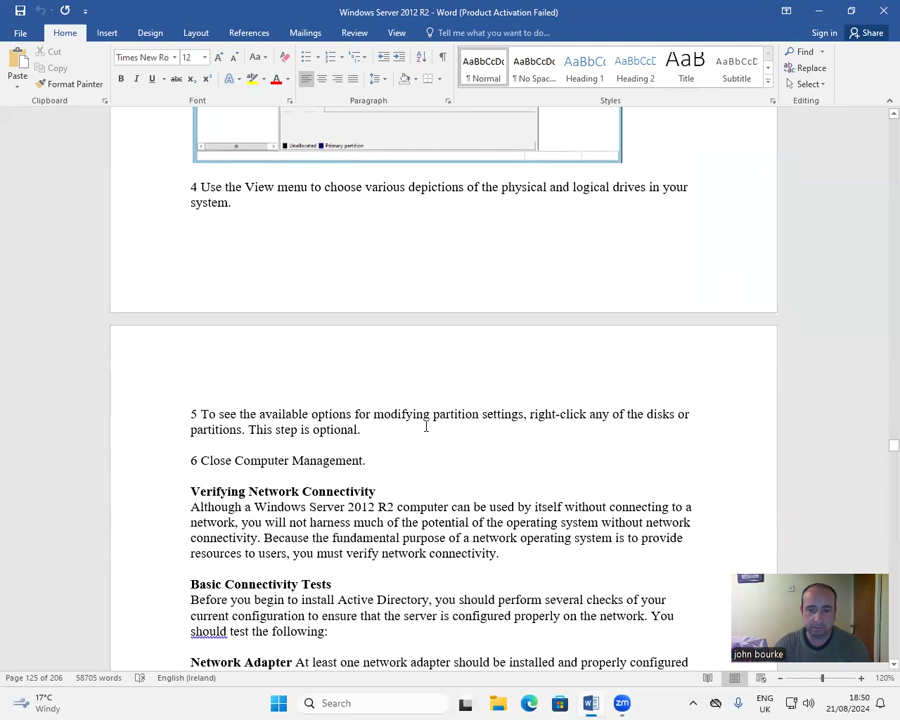 Windows Server 2012 R2 - Word (Product Activation Failed)
File Home Insert Design Layout References Mailings Review View Tell me what you want to do... Sign in Share
Paste Cut Copy Format Painter
Times New Ro 12 Aa
B I U abc x₂ x² A
AaBbCcDc AaBbCcDc AaBbCc AaBbCcC AaB AaBbCcC
¶ Normal ¶ No Spac... Heading 1 Heading 2 Title Subtitle
Find Replace Select
Clipboard Font Paragraph Styles Editing
Unallocated Primary partition
4 Use the View menu to choose various depictions of the physical and logical drives in your
system.
5 To see the available options for modifying partition settings, right-click any of the disks or
partitions. This step is optional.
6 Close Computer Management.
Verifying Network Connectivity
Although a Windows Server 2012 R2 computer can be used by itself without connecting to a
network, you will not harness much of the potential of the operating system without network
connectivity. Because the fundamental purpose of a network operating system is to provide
resources to users, you must verify network connectivity.
Basic Connectivity Tests
Before you begin to install Active Directory, you should perform several checks of your
current configuration to ensure that the server is configured properly on the network. You
should test the following:
Network Adapter At least one network adapter should be installed and properly configured
john bourke
Page 125 of 206 58705 words English (Ireland) 120%
17°C
Windy
Search
ENG
UK
18:50
21/08/2024